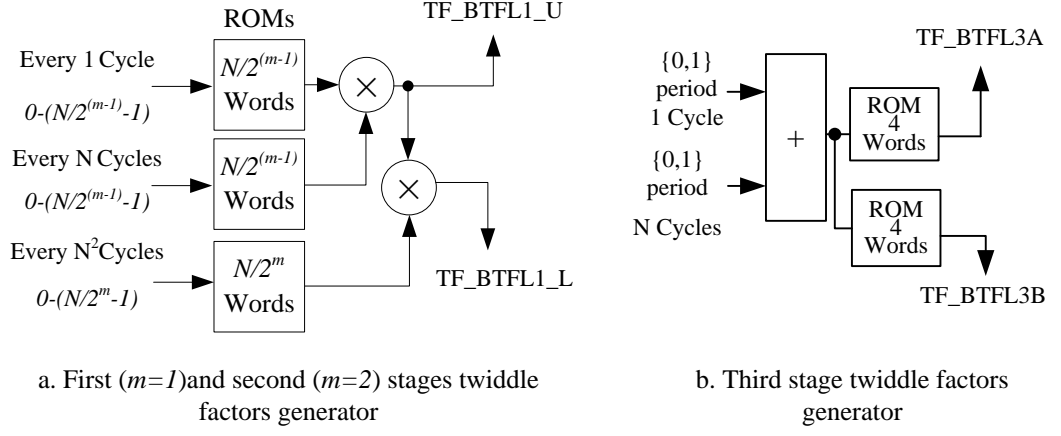 ROMs
TF_BTFL1_U
Every 1 Cycle
0-(N/2^(m-1)-1)
N/2^(m-1)
Words
×
Every N Cycles
0-(N/2^(m-1)-1)
N/2^(m-1)
Words
×
Every N²Cycles
0-(N/2^m-1)
N/2^m
Words
TF_BTFL1_L
a. First (m=1)and second (m=2) stages twiddle
factors generator
TF_BTFL3A
{0,1}
period
1 Cycle
+
ROM
4
Words
{0,1}
period
N Cycles
ROM
4
Words
TF_BTFL3B
b. Third stage twiddle factors
generator